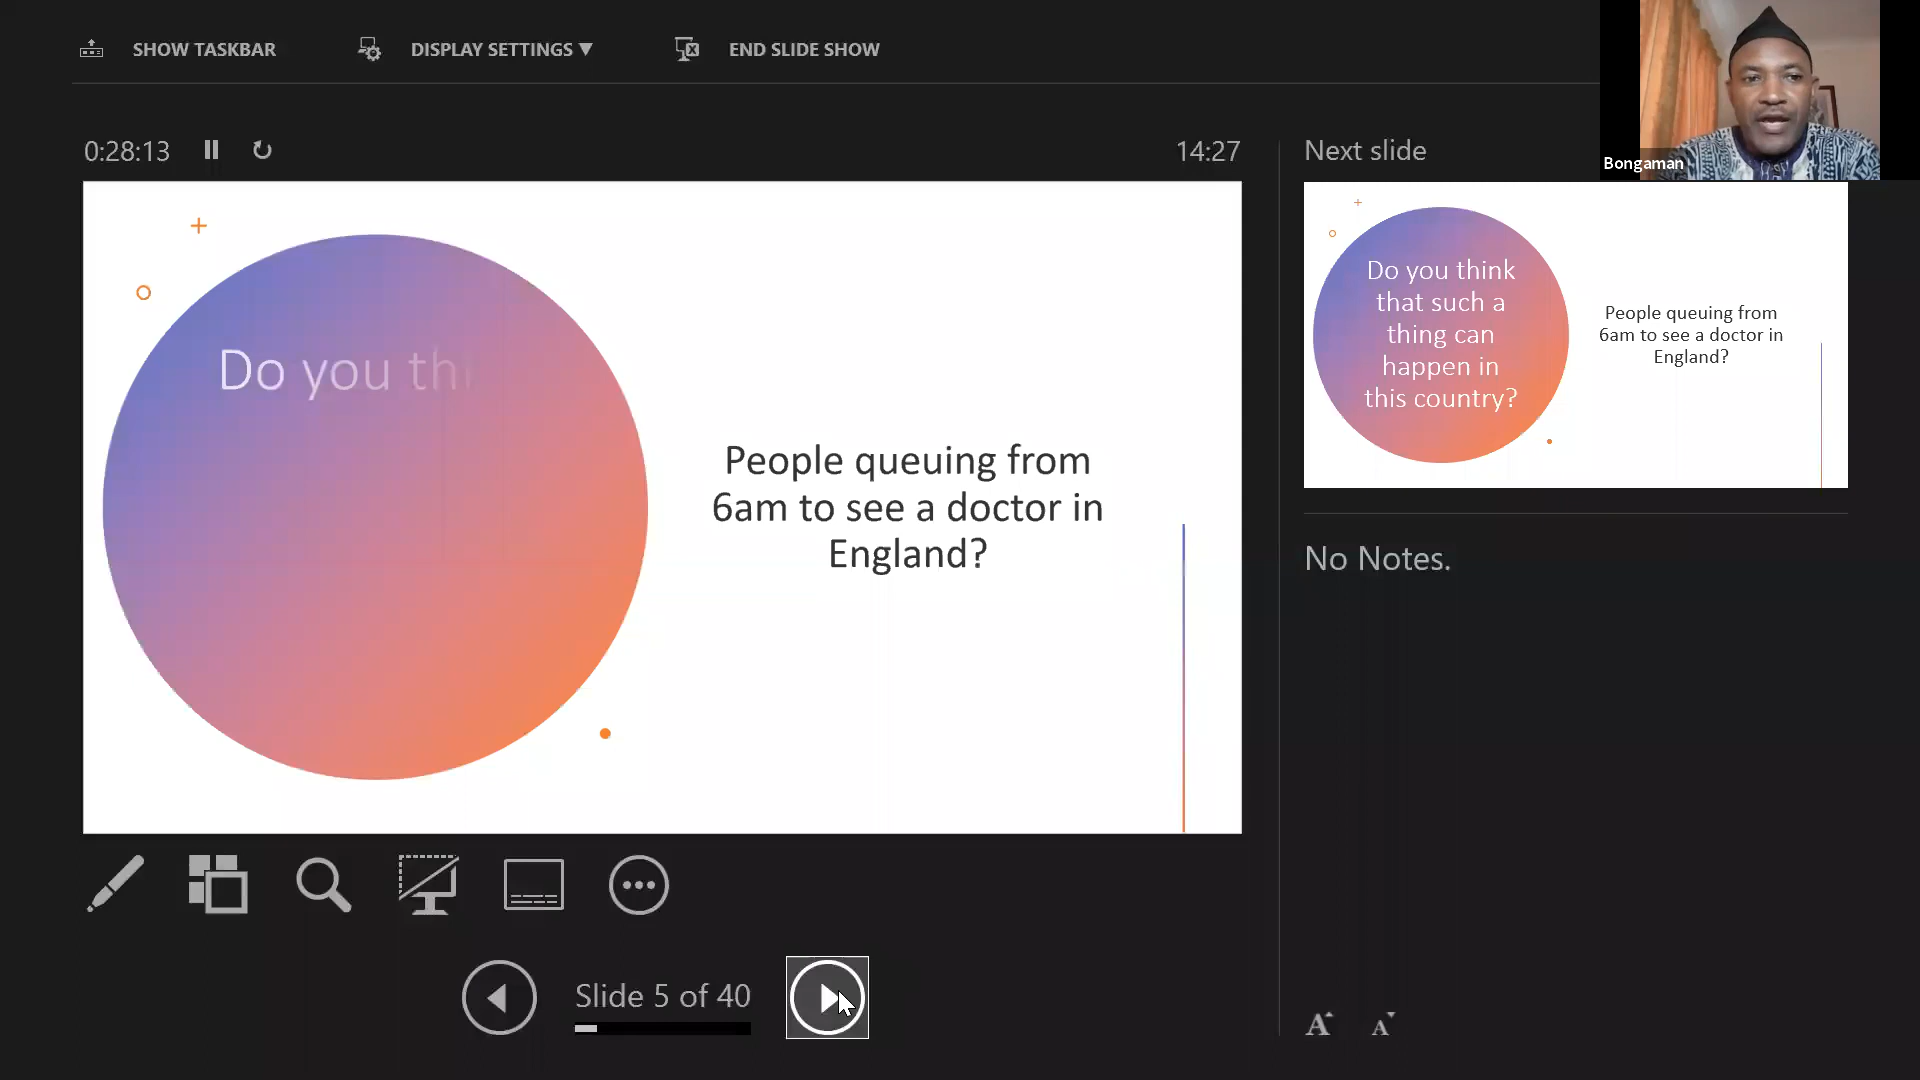 SHOW TASKBAR
DISPLAY SETTINGS ▼
END SLIDE SHOW
Bongaman
0:28:13
14:27
Do you thi
People queuing from
6am to see a doctor in
England?
Next slide
Do you think
that such a
thing can
happen in
this country?
People queuing from
6am to see a doctor in
England?
No Notes.
Slide 5 of 40
A
A